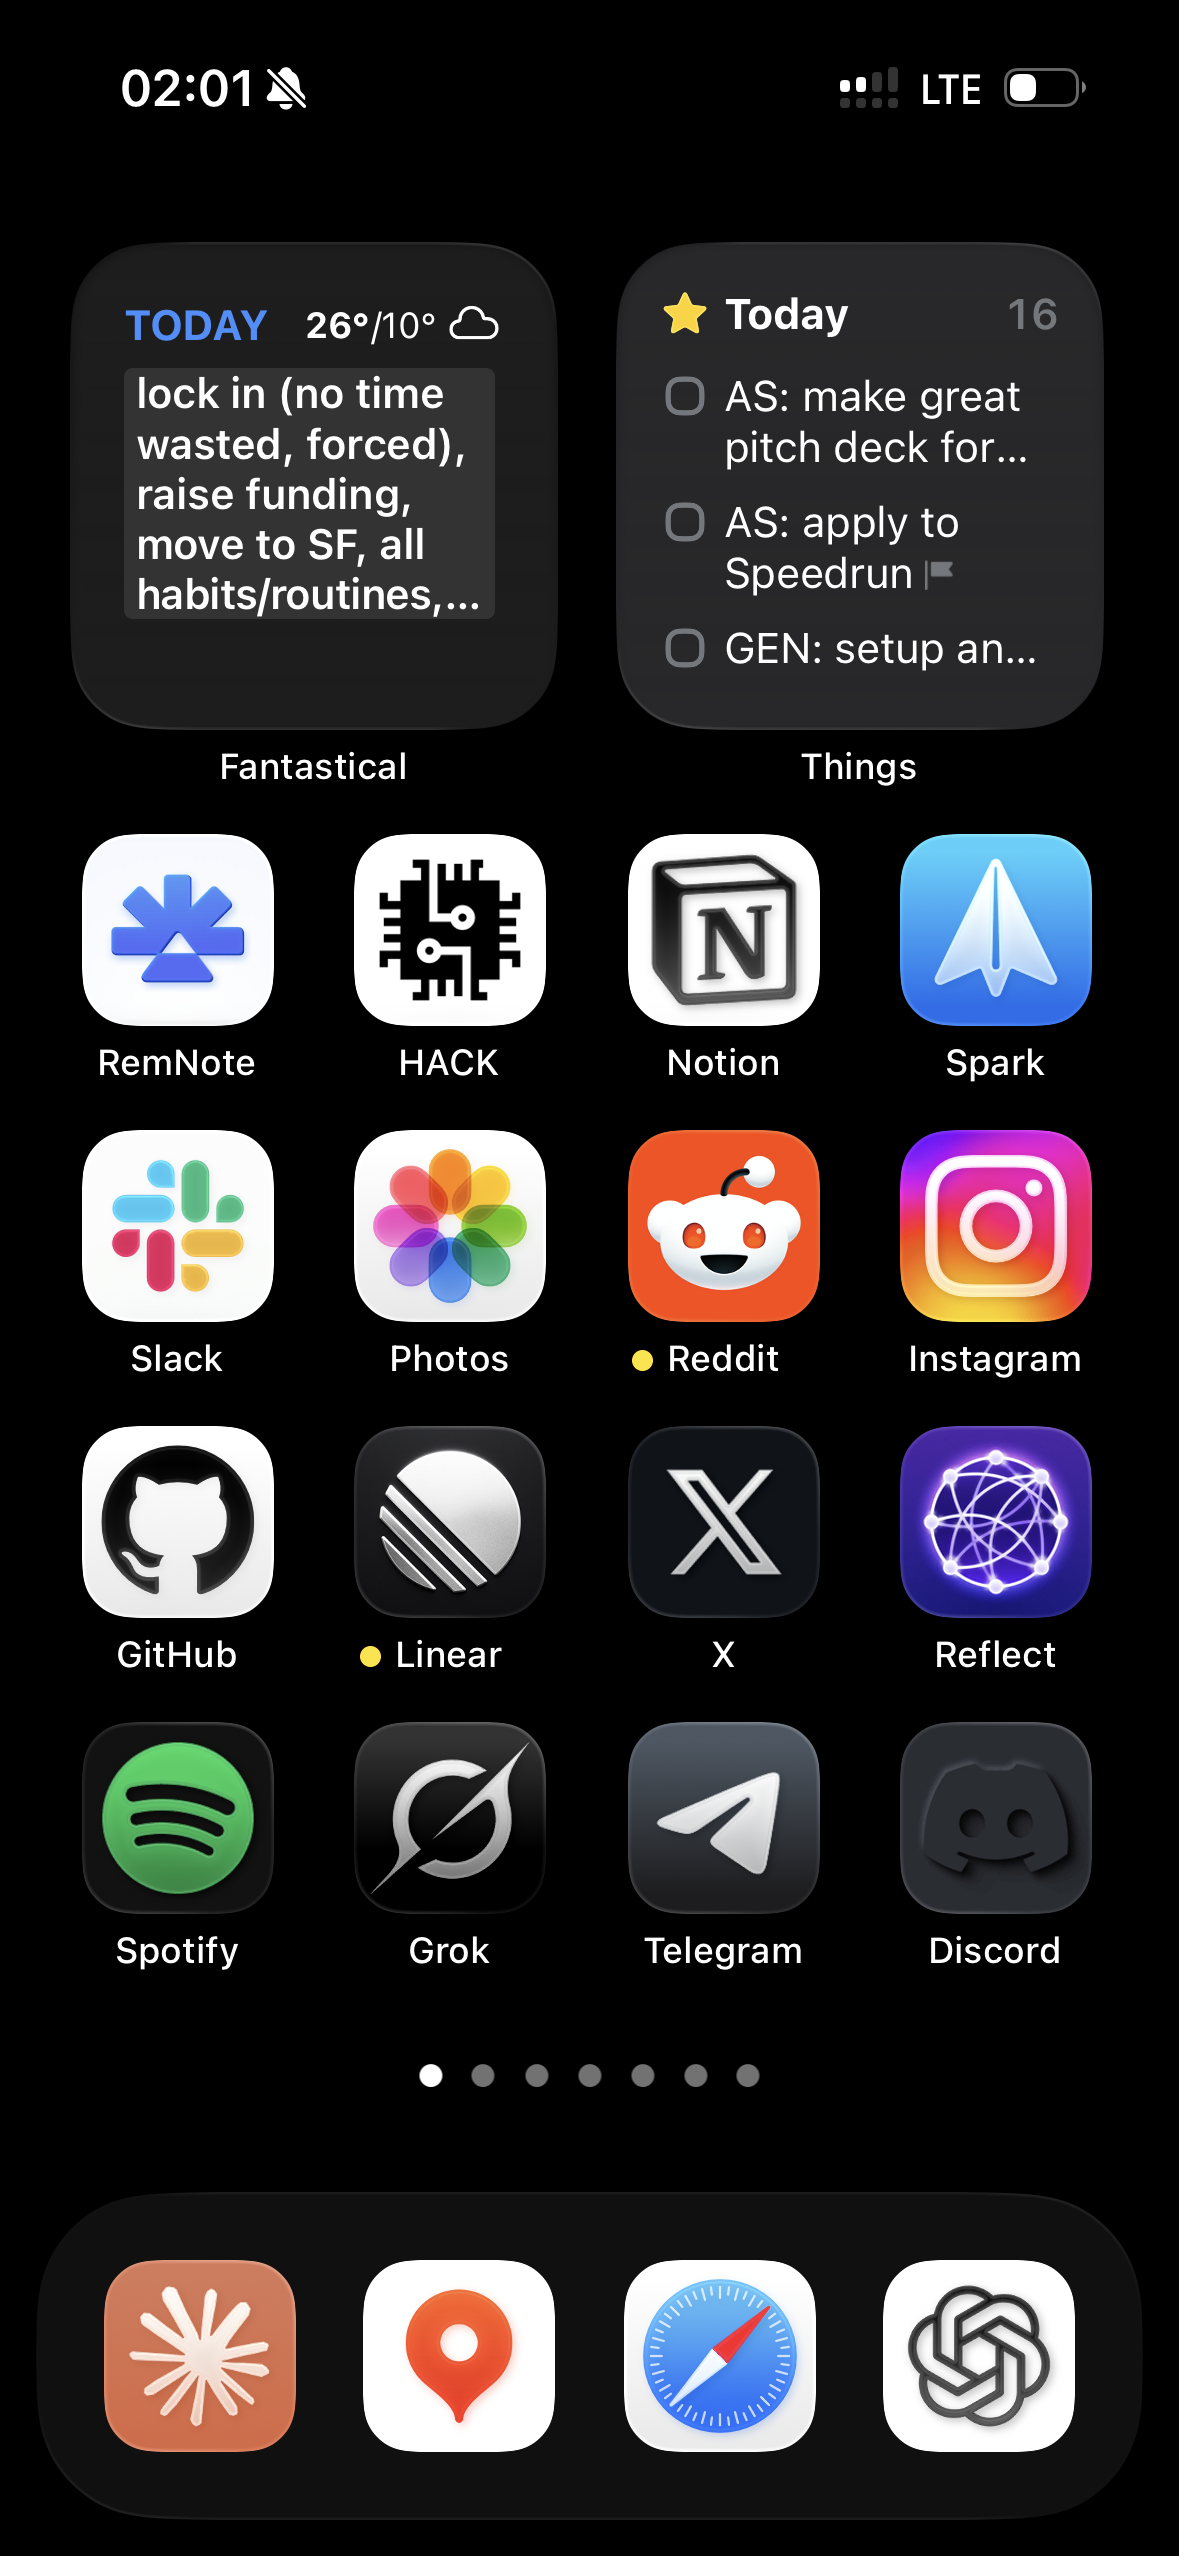 02:01
LTE
TODAY 26°/10°
lock in (no time
wasted, forced),
raise funding,
move to SF, all
habits/routines,...
Today 16
AS: make great
pitch deck for...
AS: apply to
Speedrun
GEN: setup an...
Fantastical
Things
N
RemNote
HACK
Notion
Spark
Slack
Photos
Reddit
Instagram
GitHub
Linear
X
Reflect
Spotify
Grok
Telegram
Discord